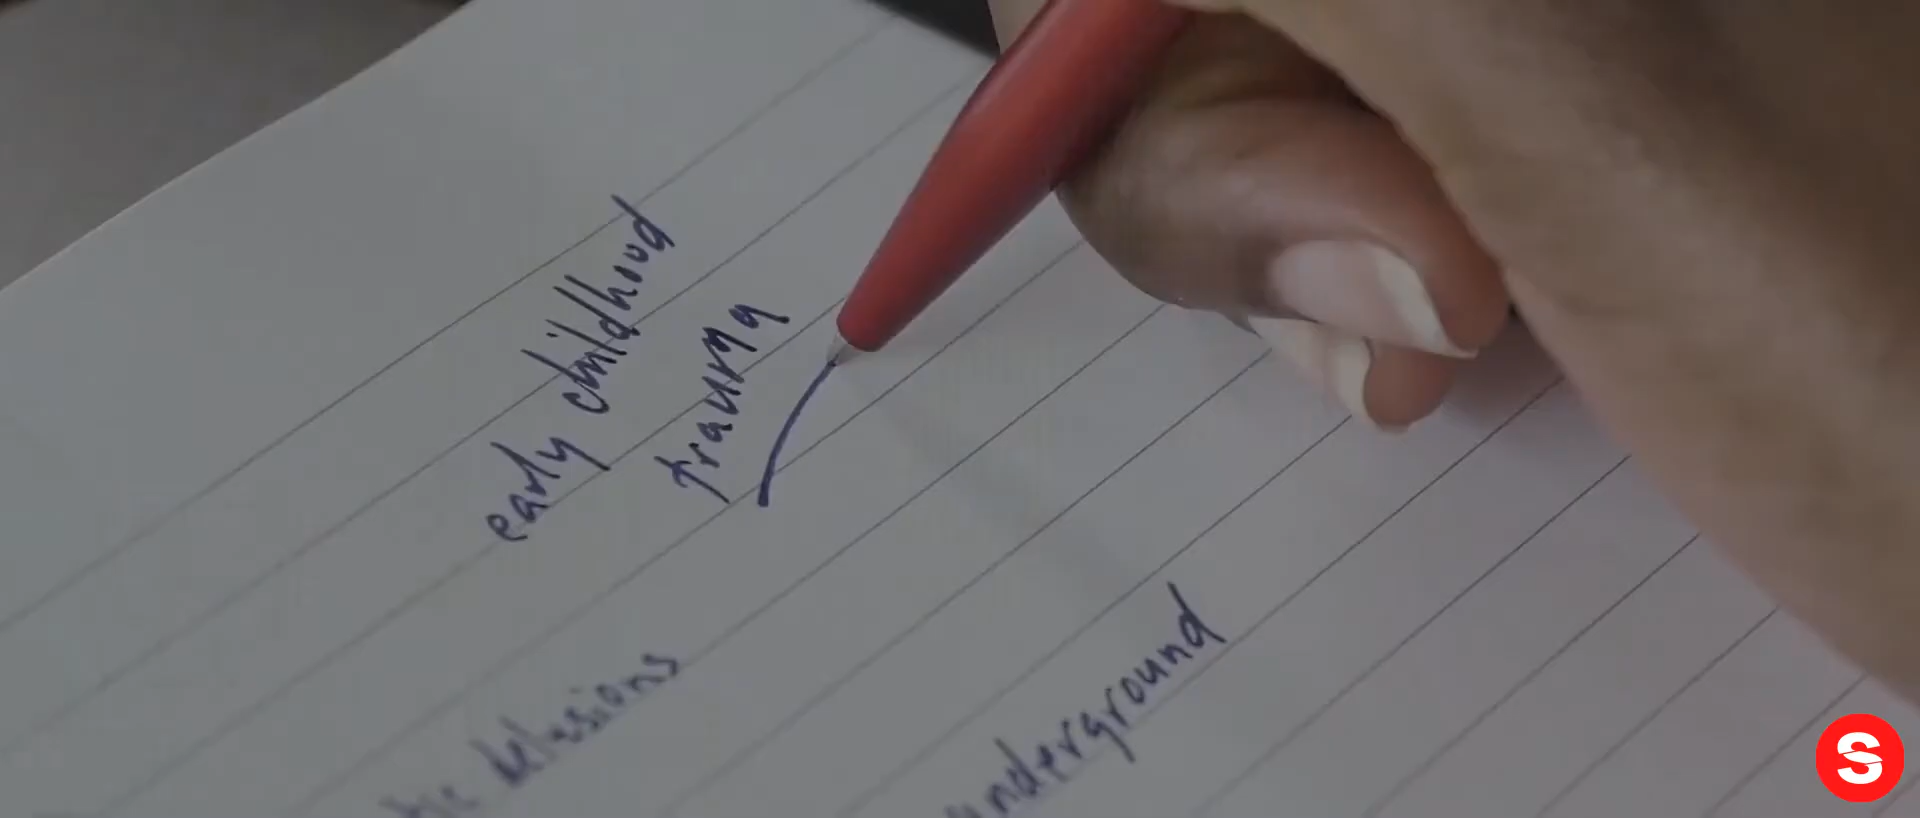 early childhood
trauma
delusions
underground
S